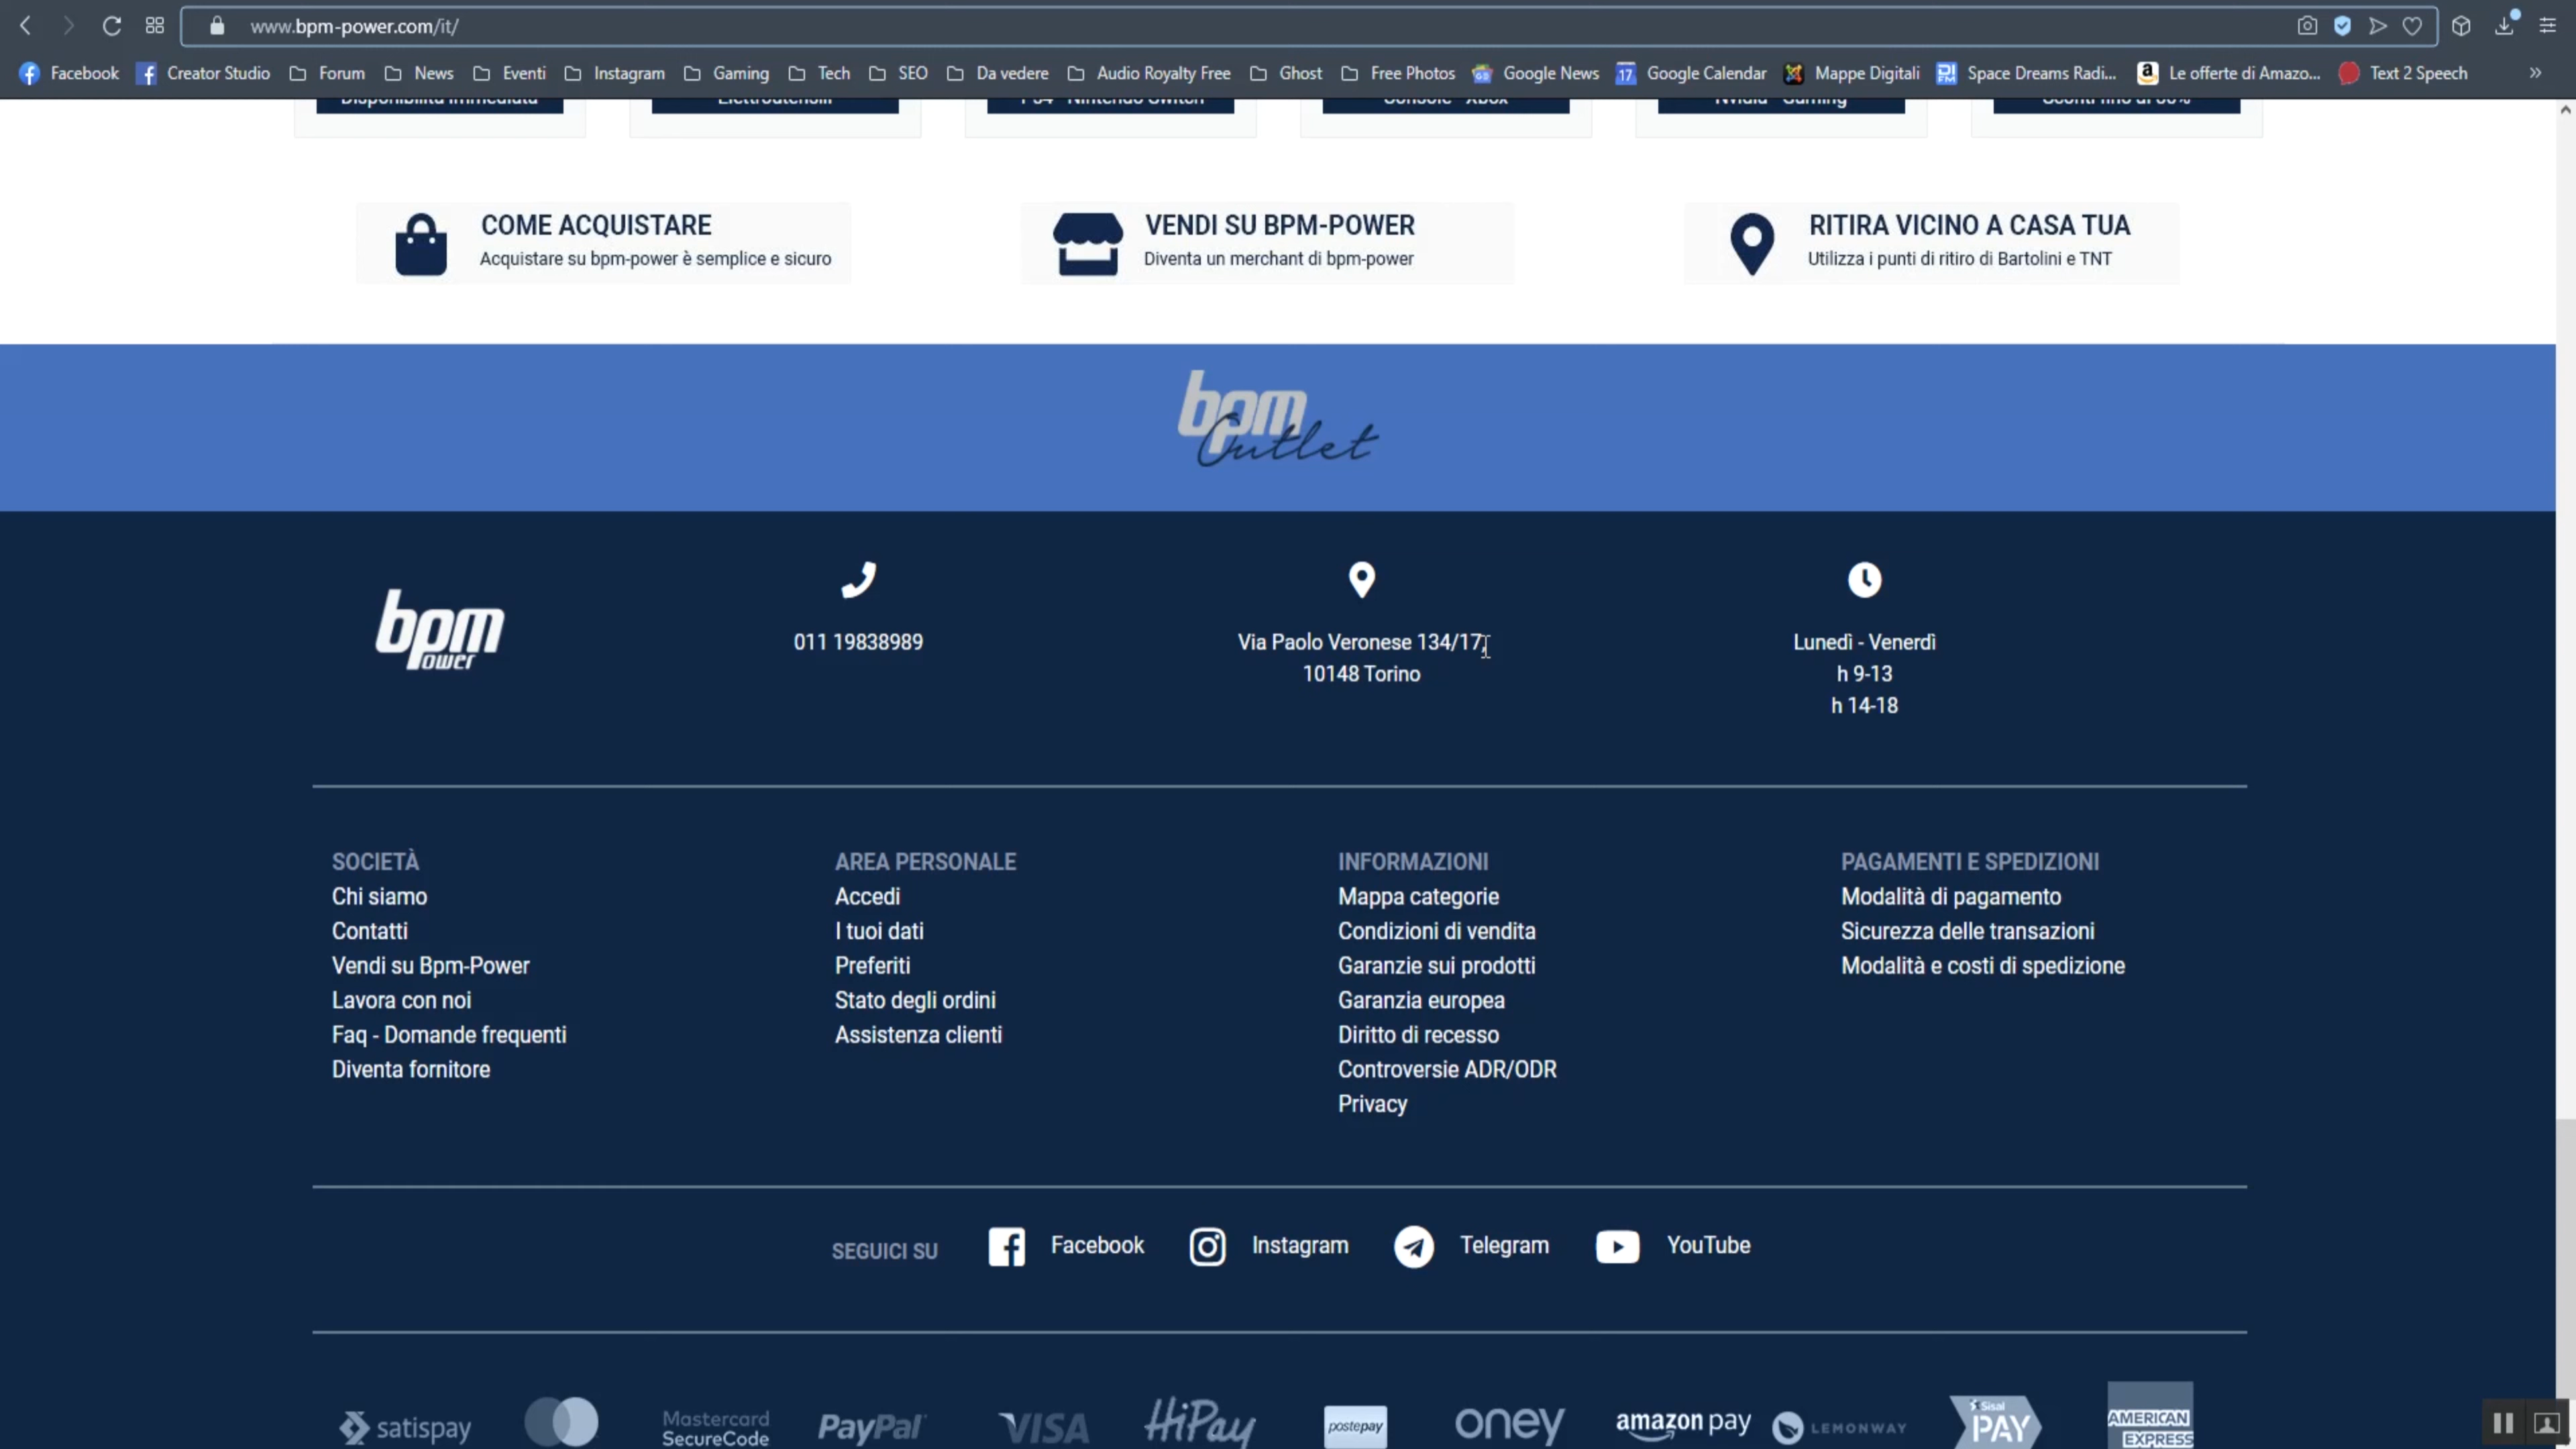 www.bpm-power.com/it/
Facebook Creator Studio Forum News Eventi Instagram Gaming Tech SEO Da vedere Audio Royalty Free Ghost Free Photos Google News 17 Google Calendar Mappe Digitali Space Dreams Radi... Le offerte di Amazo... Text 2 Speech
COME ACQUISTARE
Acquistare su bpm-power è semplice e sicuro
VENDI SU BPM-POWER
Diventa un merchant di bpm-power
RITIRA VICINO A CASA TUA
Utilizza i punti di ritiro di Bartolini e TNT
bpm
Outlet
bpm
ower
011 19838989
Via Paolo Veronese 134/17,
10148 Torino
Lunedì - Venerdì
h 9-13
h 14-18
SOCIETÀ
Chi siamo
Contatti
Vendi su Bpm-Power
Lavora con noi
Faq - Domande frequenti
Diventa fornitore
AREA PERSONALE
Accedi
I tuoi dati
Preferiti
Stato degli ordini
Assistenza clienti
INFORMAZIONI
Mappa categorie
Condizioni di vendita
Garanzie sui prodotti
Garanzia europea
Diritto di recesso
Controversie ADR/ODR
Privacy
PAGAMENTI E SPEDIZIONI
Modalità di pagamento
Sicurezza delle transazioni
Modalità e costi di spedizione
SEGUICI SU Facebook Instagram Telegram YouTube
satispay
Mastercard
SecureCode
PayPal
VISA
HiPay
postepay
oney
amazon pay
LEMONWAY
Sisal
PAY
AMERICAN
EXPRESS